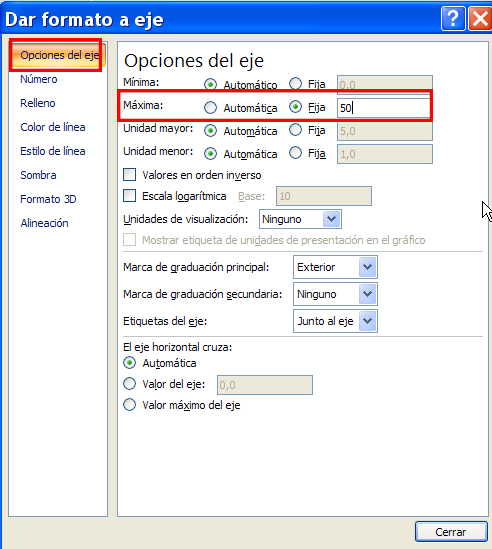 Dar formato a eje
?
X
Opciones del eje
Número
Relleno
Color de línea
Estilo de línea
Sombra
Formato 3D
Alineación
Opciones del eje
Mínima: Automático Fija 0,0
Máxima: Automática Fija 50
Unidad mayor: Automática Fija 5,0
Unidad menor: Automática Fija 1,0
Valores en orden inverso
Escala logarítmica Base: 10
Unidades de visualización: Ninguno
Mostrar etiqueta de unidades de presentación en el gráfico
Marca de graduación principal: Exterior
Marca de graduación secundaria: Ninguno
Etiquetas del eje: Junto al eje
El eje horizontal cruza:
Automática
Valor del eje: 0,0
Valor máximo del eje
Cerrar